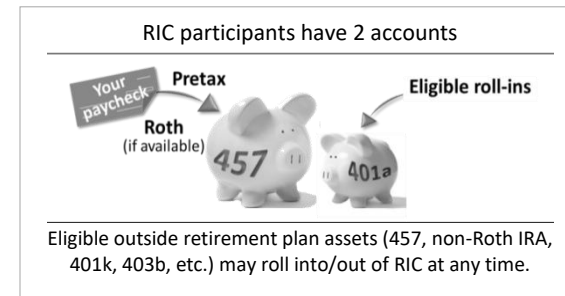 RIC participants have 2 accounts
Your
paycheck
Pretax
Roth
(if available)
457
Eligible roll-ins
401a
Eligible outside retirement plan assets (457, non-Roth IRA,
401k, 403b, etc.) may roll into/out of RIC at any time.